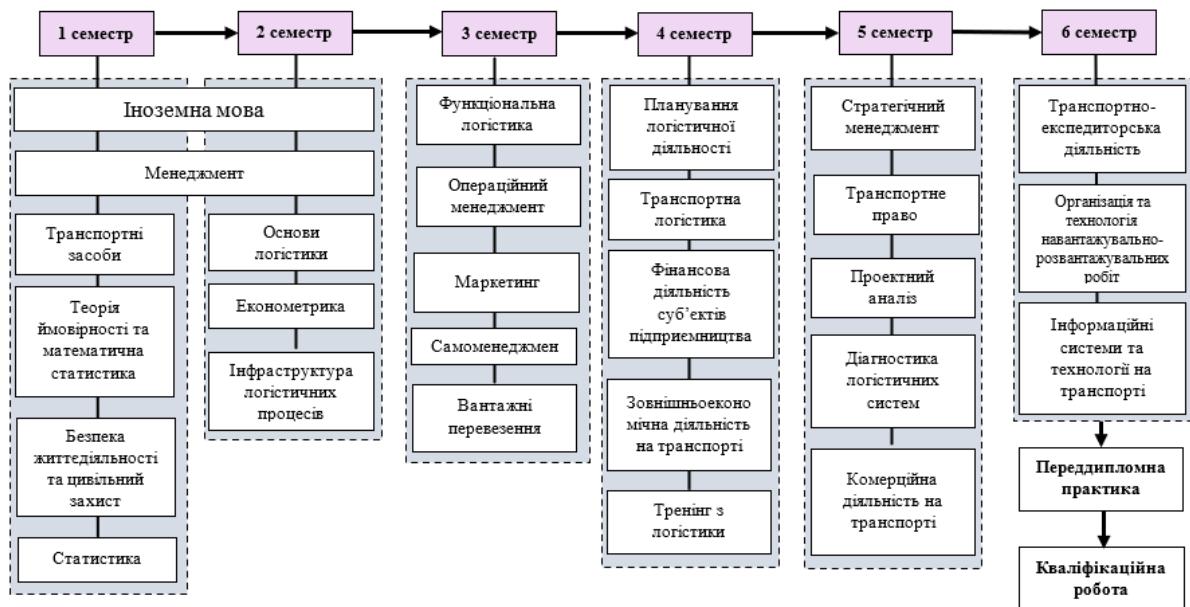 1 семестр
2 семестр
3 семестр
4 семестр
5 семестр
6 семестр
Іноземна мова
Менеджмент
Транспортні
засоби
Теорія
ймовірності та
математична
статистика
Безпека
життєдіяльності
та цивільний
захист
Статистика
Основи
логістики
Економетрика
Інфраструктура
логістичних
процесів
Функціональна
логістика
Операційний
менеджмент
Маркетинг
Самоменеджмен
Вантажні
перевезення
Планування
логістичної
діяльності
Транспортна
логістика
Фінансова
діяльність
суб’єктів
підприємництва
Зовнішньоеконо
мічна діяльність
на транспорті
Тренінг з
логістики
Стратегічний
менеджмент
Транспортне
право
Проектний
аналіз
Діагностика
логістичних
систем
Комерційна
діяльність на
транспорті
Транспортно-
експедиторська
діяльність
Організація та
технологія
навантажувально-
розвантажувальних
робіт
Інформаційні
системи та
технології на
транспорті
Переддипломна
практика
Кваліфікаційна
робота